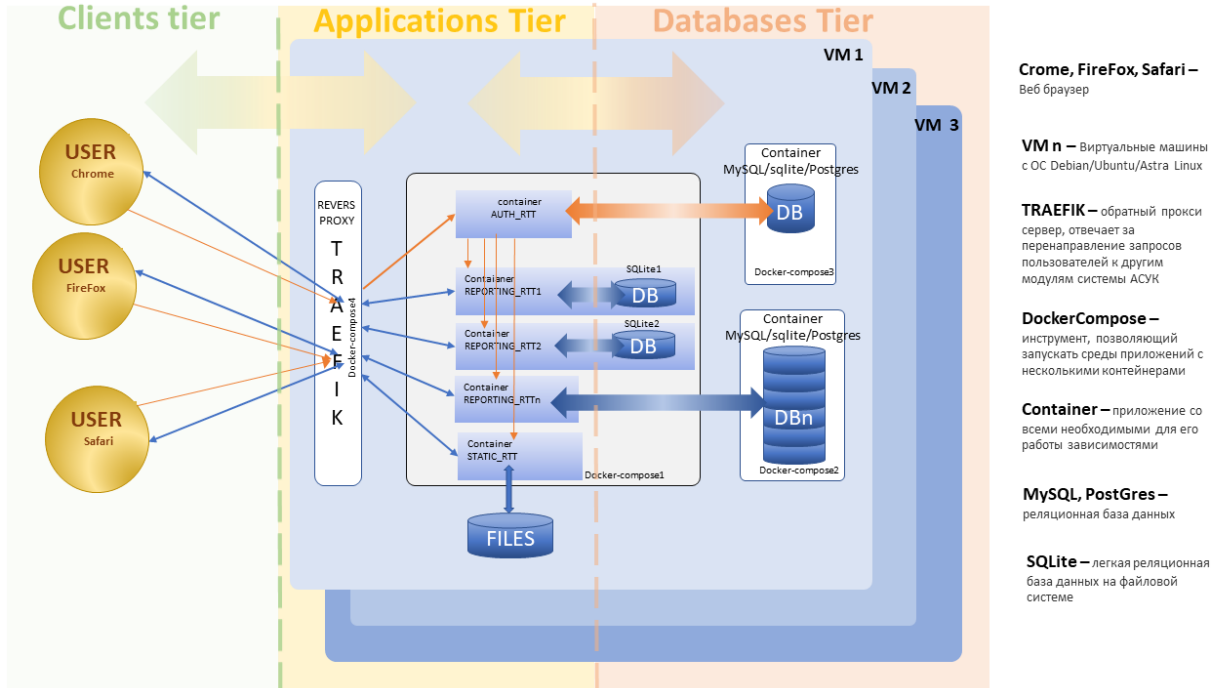 Clients tier
Applications Tier
Databases Tier
VM 1
VM 2
VM 3
USER
Chrome
USER
FireFox
USER
Safari
REVERS
PROXY
T
R
A
E
F
I
K
Docker-compose4
container
AUTH_RTT
Contaianer
REPORTING_RTT1
SQLite1
DB
Container
REPORTING_RTT2
SQLite2
DB
Container
REPORTING_RTTn
Container
STATIC_RTT
Docker-compose1
FILES
Container
MySQL/sqlite/Postgres
DB
Docker-compose3
Container
MySQL/sqlite/Postgres
DBn
Docker-compose2
Crome, FireFox, Safari –
Веб браузер
VM n – Виртуальные машины
с ОС Debian/Ubuntu/Astra Linux
TRAEFIK – обратный прокси
сервер, отвечает за
перенаправление запросов
пользователей к другим
модулям системы АСУК
DockerCompose –
инструмент, позволяющий
запускать среды приложений с
несколькими контейнерами
Container – приложение со
всеми необходимыми для его
работы зависимостями
MySQL, PostGres –
реляционная база данных
SQLite – легкая реляционная
база данных на файловой
системе